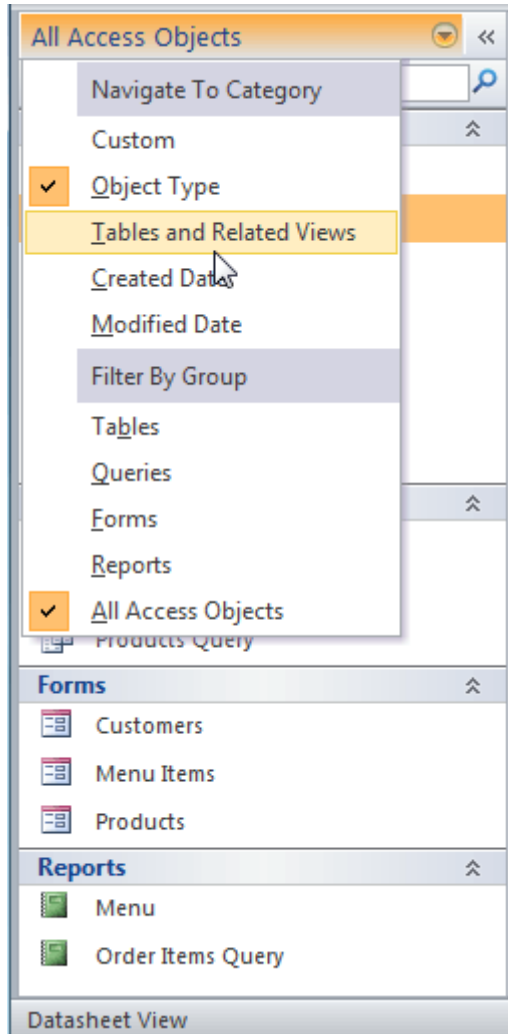 All Access Objects
Navigate To Category
Custom
Object Type
Tables and Related Views
Created Date
Modified Date
Filter By Group
Tables
Queries
Forms
Reports
All Access Objects
Products Query
Forms
Customers
Menu Items
Products
Reports
Menu
Order Items Query
Datasheet View